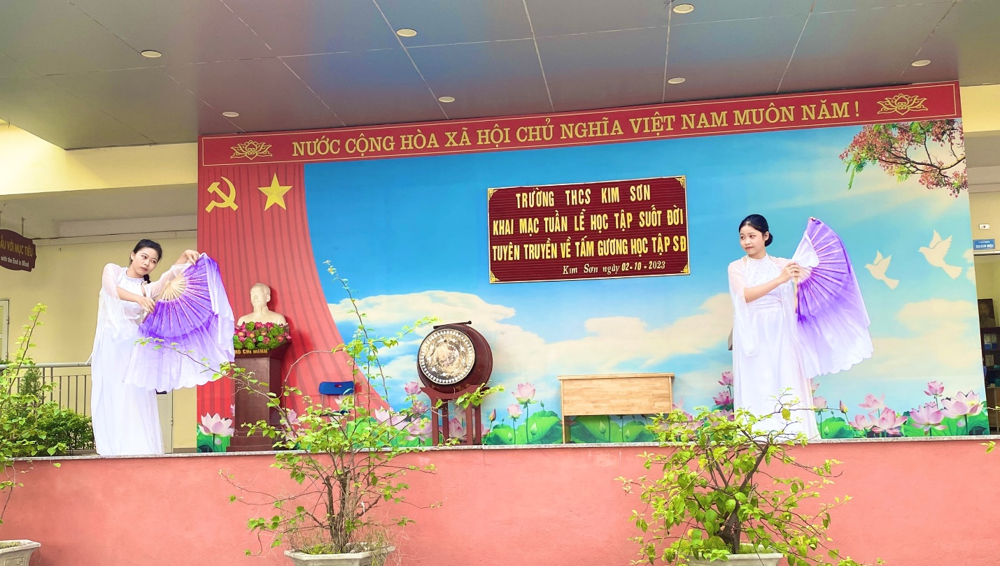 NƯỚC CỘNG HÒA XÃ HỘI CHỦ NGHĨA VIỆT NAM MUÔN NĂM !
TRƯỜNG THCS KIM SƠN
KHAI MẠC TUẦN LỄ HỌC TẬP SUỐT ĐỜI
TUYÊN TRUYỀN VỀ TẤM GƯƠNG HỌC TẬP SĐ
Kim Sơn ngày 02-10-2023
ẦU VỚI MỤC TIÊU
with the End in Mind
HO CHI MINH
ĐOÀN ĐỘI